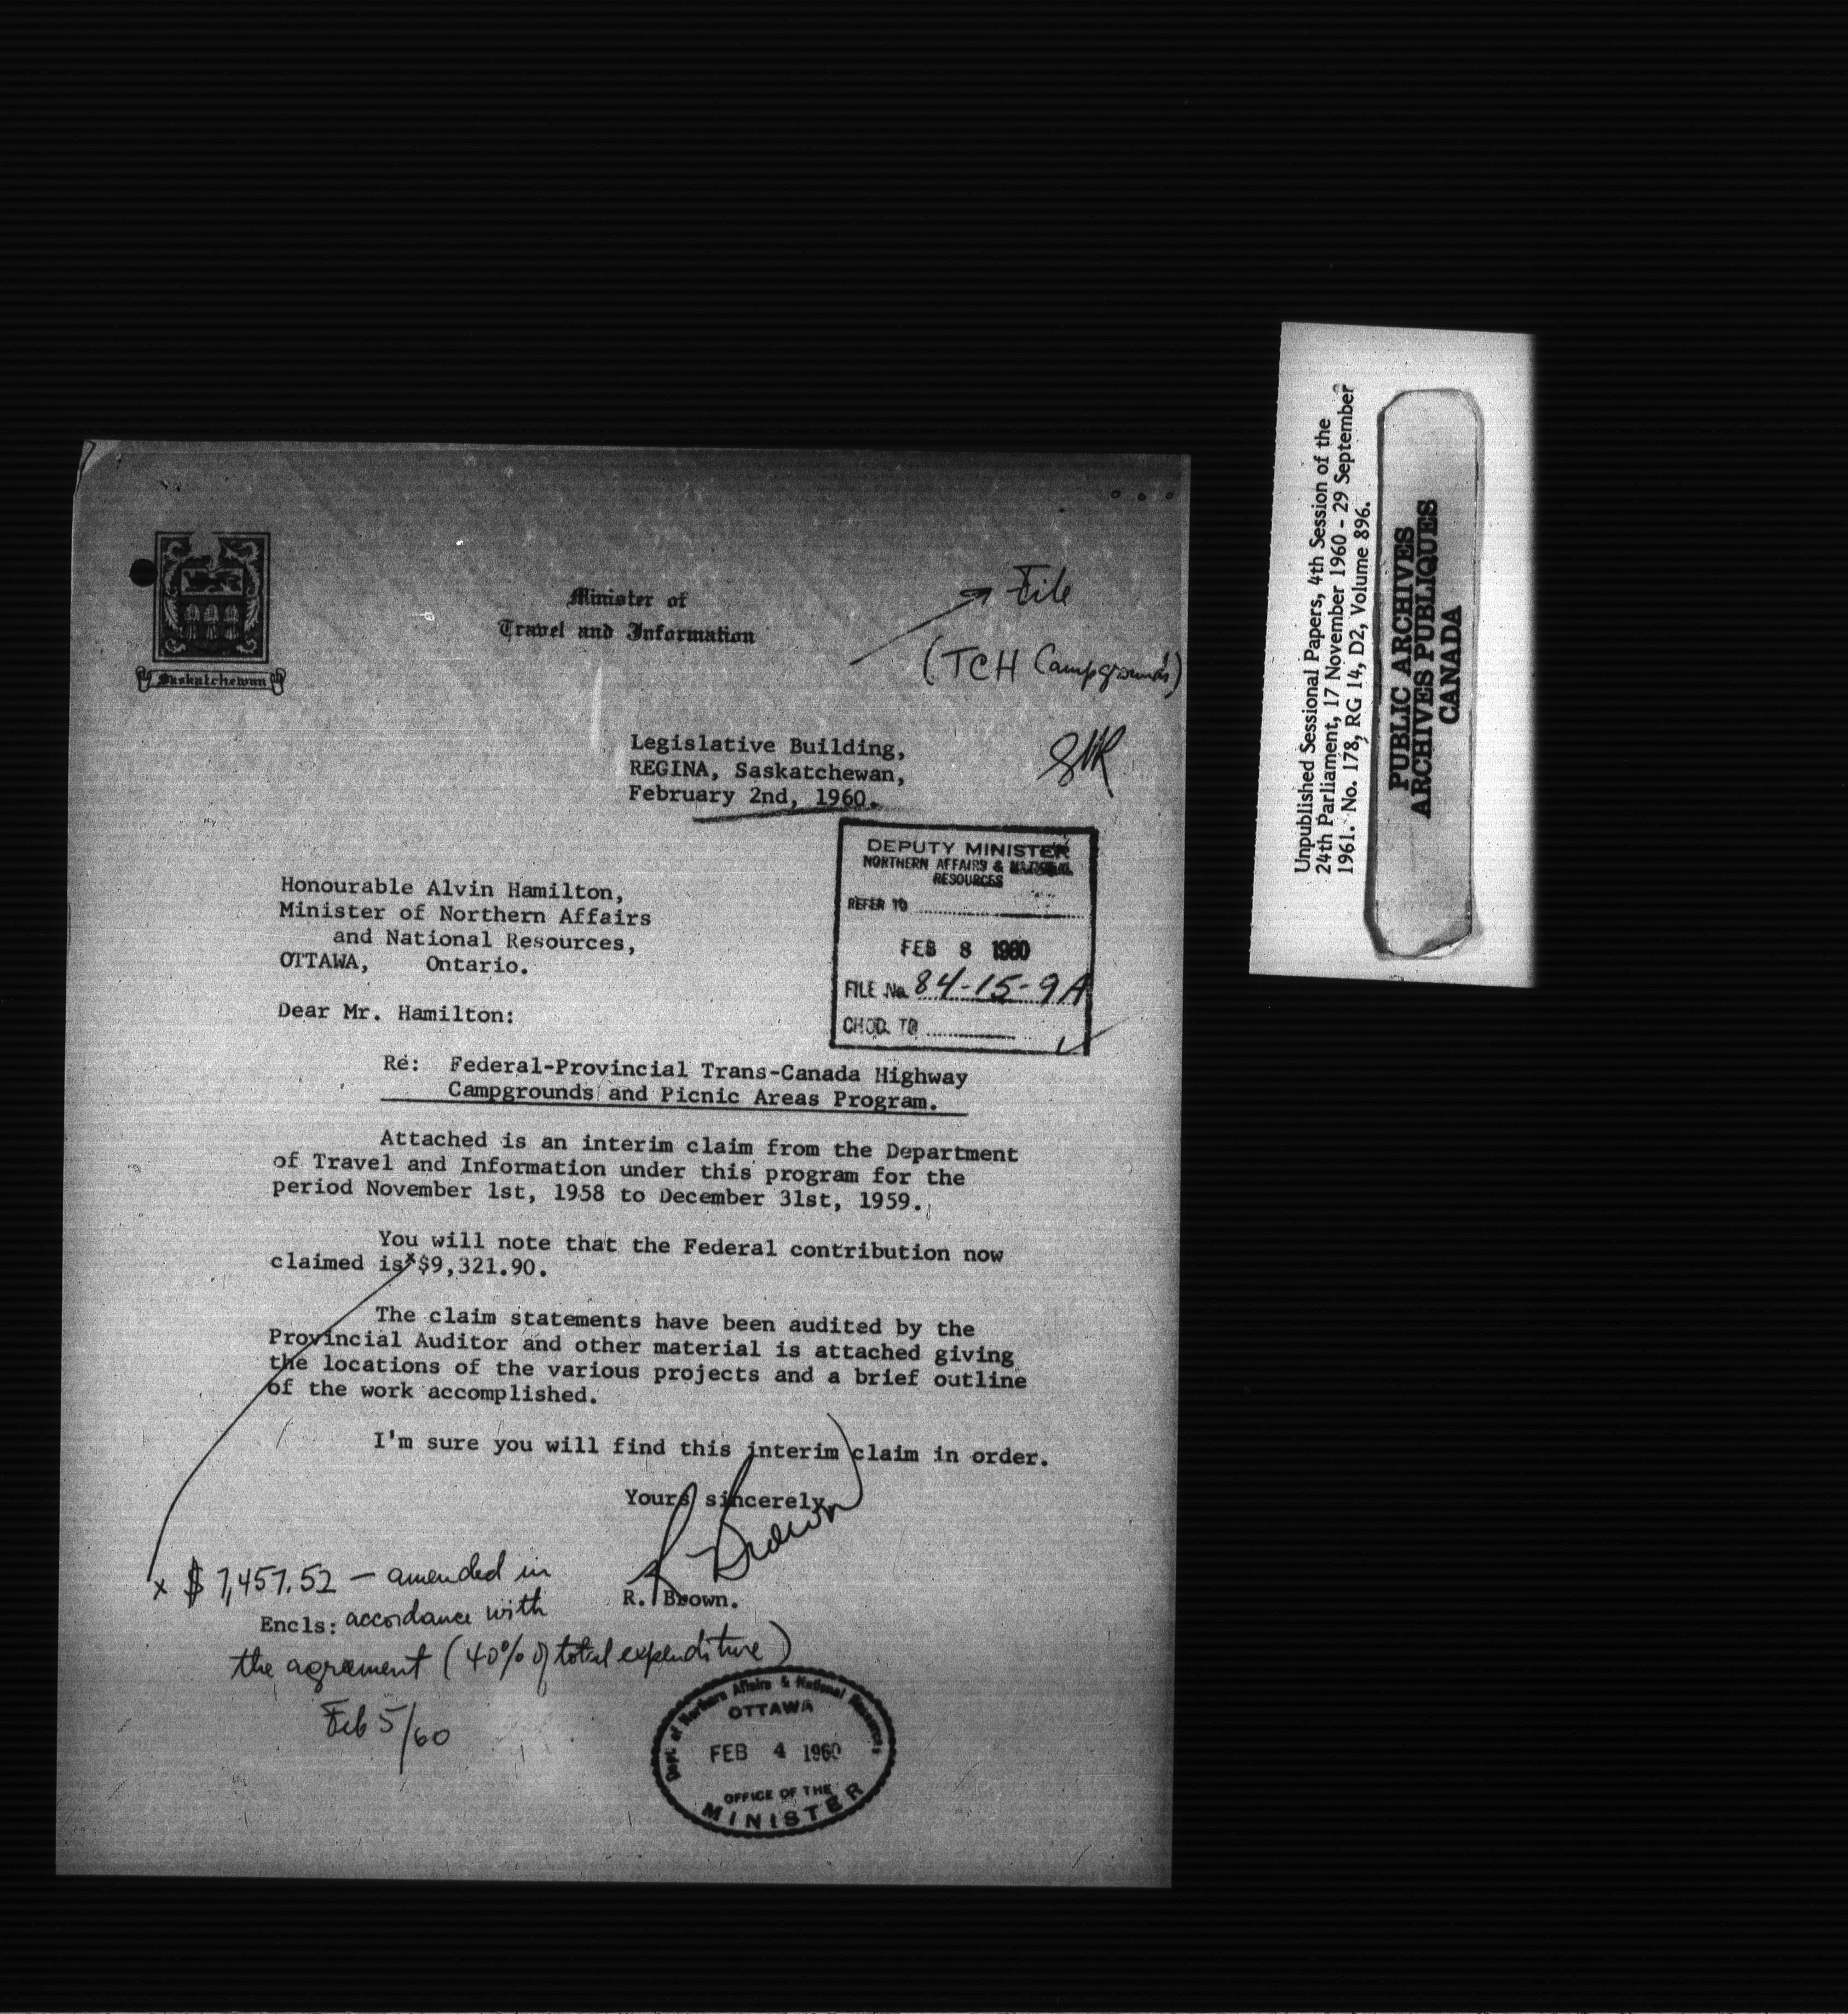 Saskatchewan
Minister of
Travel and Information
File
(TCH Campgrounds)
Legislative Building,
REGINA, Saskatchewan,
February 2nd, 1960.
DEPUTY MINISTER
NORTHERN AFFAIRS & NATIONAL
RESOURCES
REFER TO
FEB 8 1960
FILE No. 84-15-9A
CHGD. TO
Honourable Alvin Hamilton,
Minister of Northern Affairs
and National Resources,
OTTAWA, Ontario.
Dear Mr. Hamilton:
Re: Federal-Provincial Trans-Canada Highway
Campgrounds and Picnic Areas Program.
Attached is an interim claim from the Department
of Travel and Information under this program for the
period November 1st, 1958 to December 31st, 1959.
You will note that the Federal contribution now
claimed is x $9,321.90.
The claim statements have been audited by the
Provincial Auditor and other material is attached giving
the locations of the various projects and a brief outline
of the work accomplished.
I'm sure you will find this interim claim in order.
Yours sincerely,
R. Brown
R. Brown.
x $7,457.52 — amended in
Encls: accordance with
the agreement (40% of total expenditure)
Feb 5/60
Dept. of Northern Affairs & National Resources
OTTAWA
FEB 4 1960
OFFICE OF THE
MINISTER
Unpublished Sessional Papers, 4th Session of the
24th Parliament, 17 November 1960 - 29 September
1961. No. 178, RG 14, D2, Volume 896.
PUBLIC ARCHIVES
ARCHIVES PUBLIQUES
CANADA